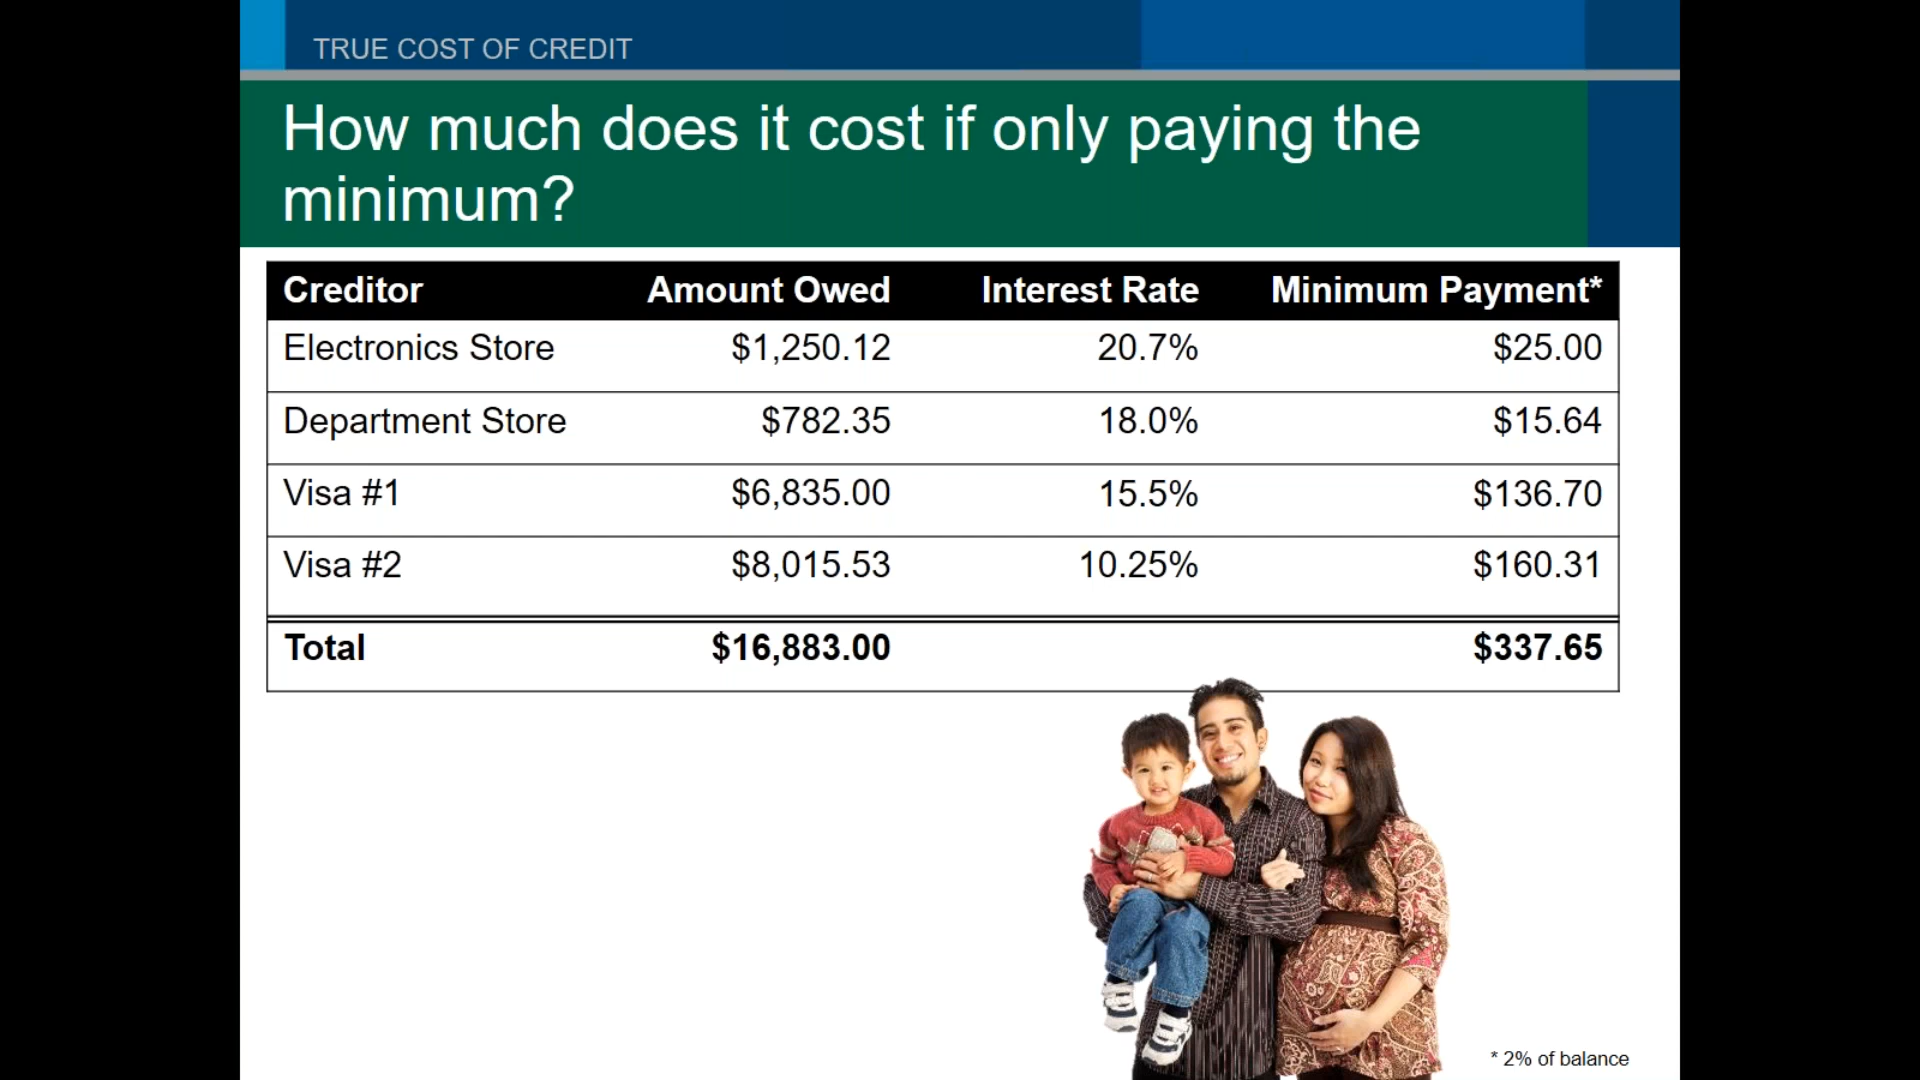 TRUE COST OF CREDIT
How much does it cost if only paying the
minimum?
Creditor Amount Owed Interest Rate Minimum Payment*
Electronics Store $1,250.12 20.7% $25.00
Department Store $782.35 18.0% $15.64
Visa #1 $6,835.00 15.5% $136.70
Visa #2 $8,015.53 10.25% $160.31
Total $16,883.00 $337.65
* 2% of balance